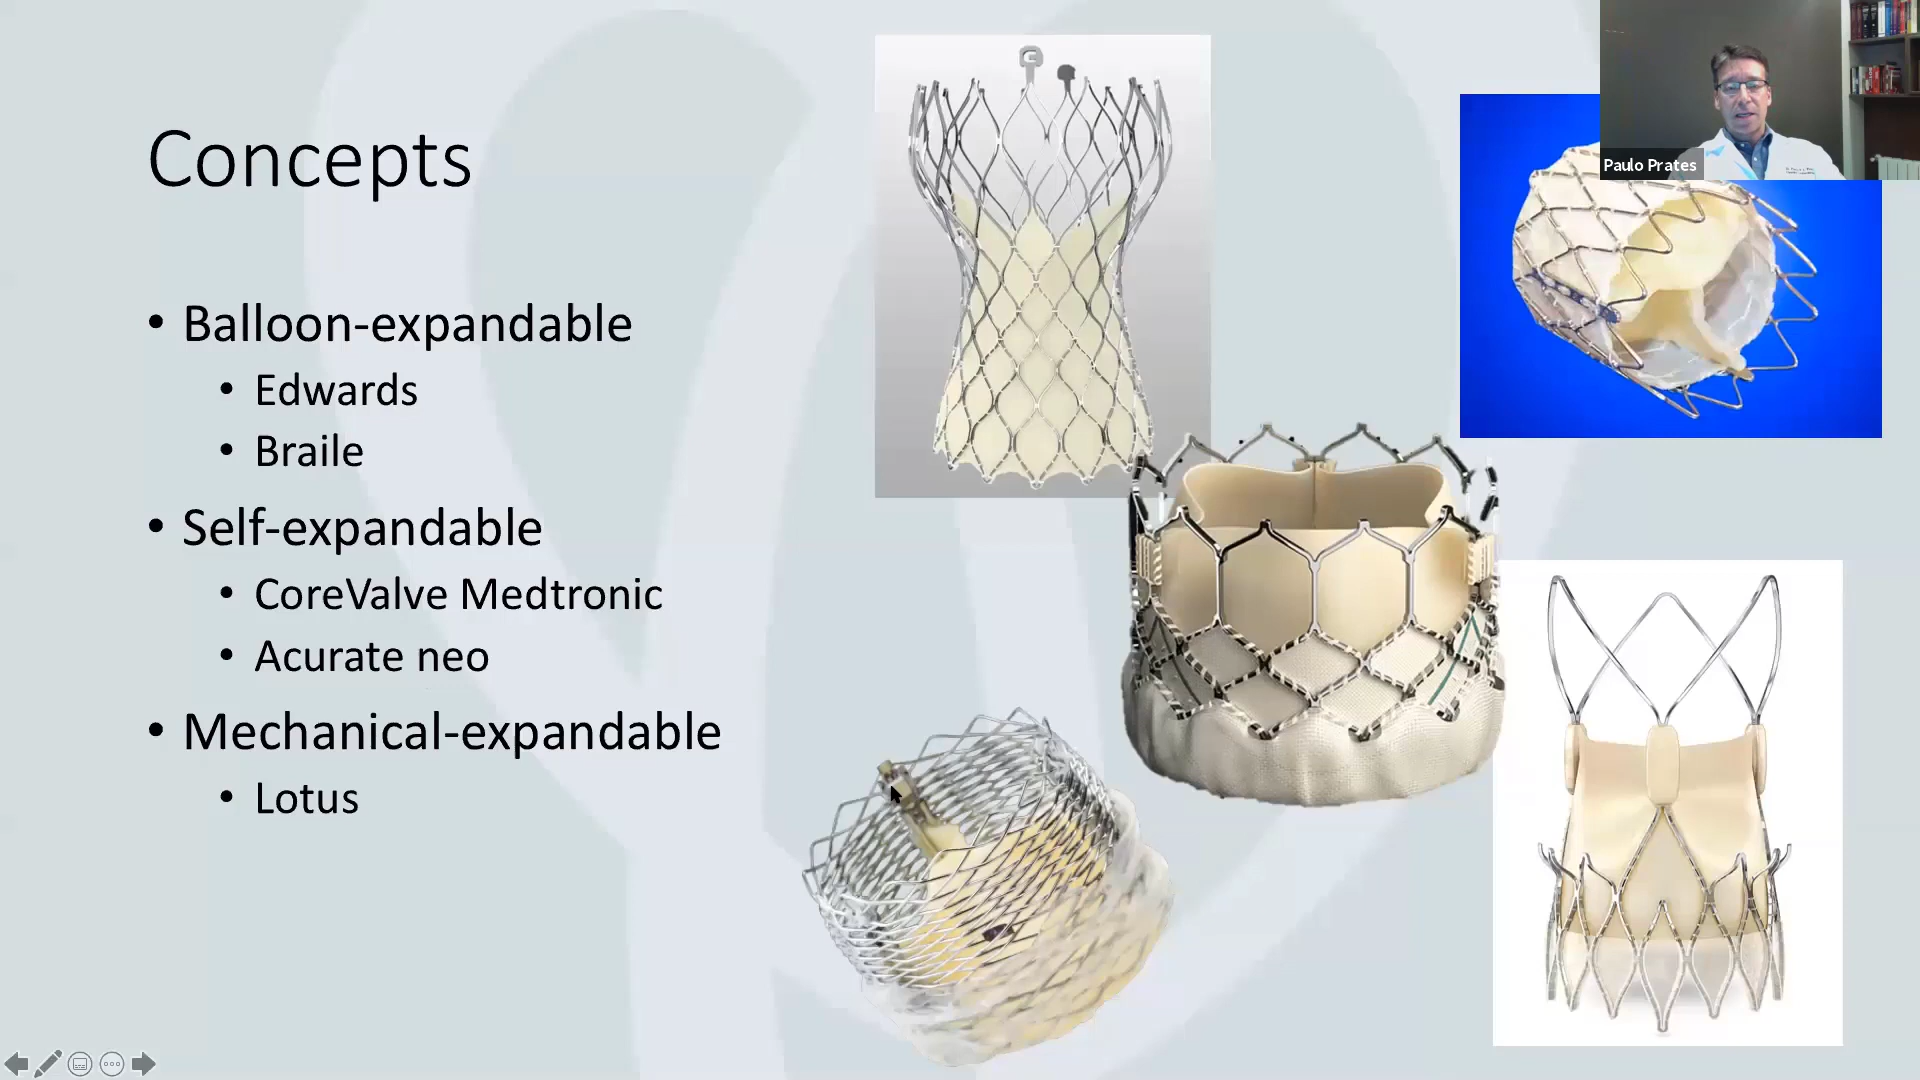 Concepts
• Balloon-expandable
• Edwards
• Braile
• Self-expandable
• CoreValve Medtronic
• Acurate neo
• Mechanical-expandable
• Lotus
Paulo Prates